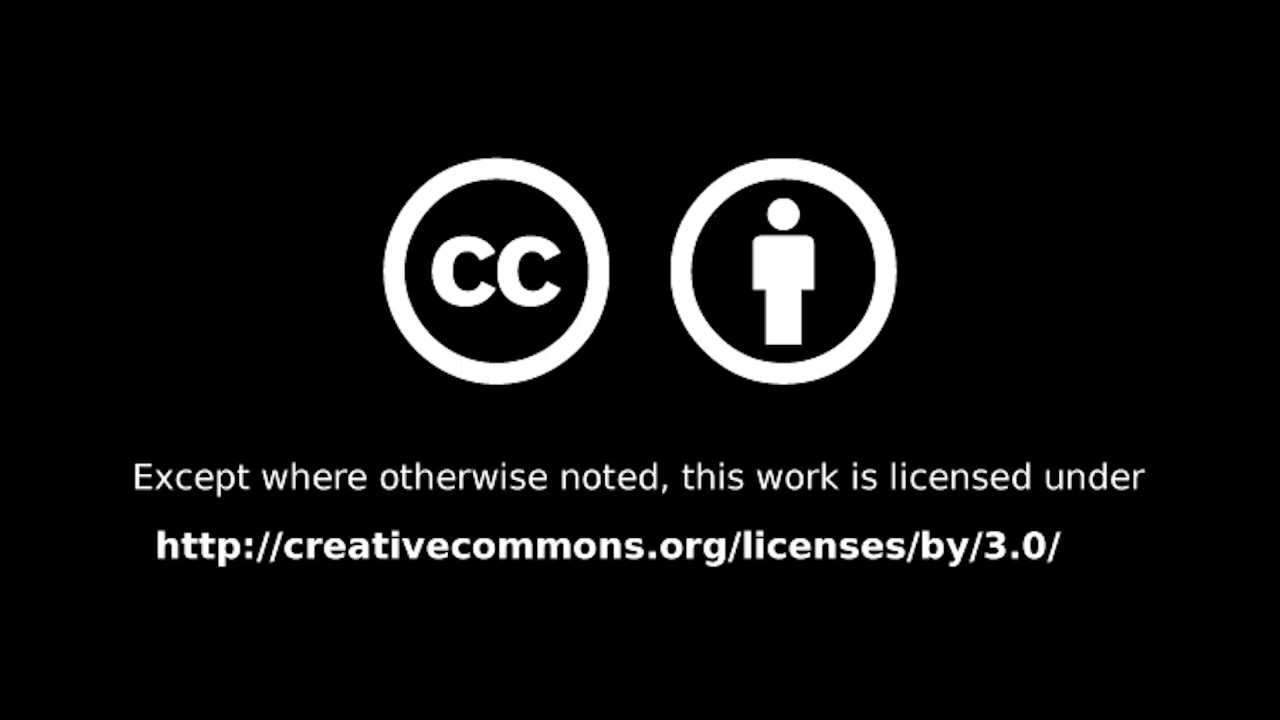 cc
Except where otherwise noted, this work is licensed under
http://creativecommons.org/licenses/by/3.0/